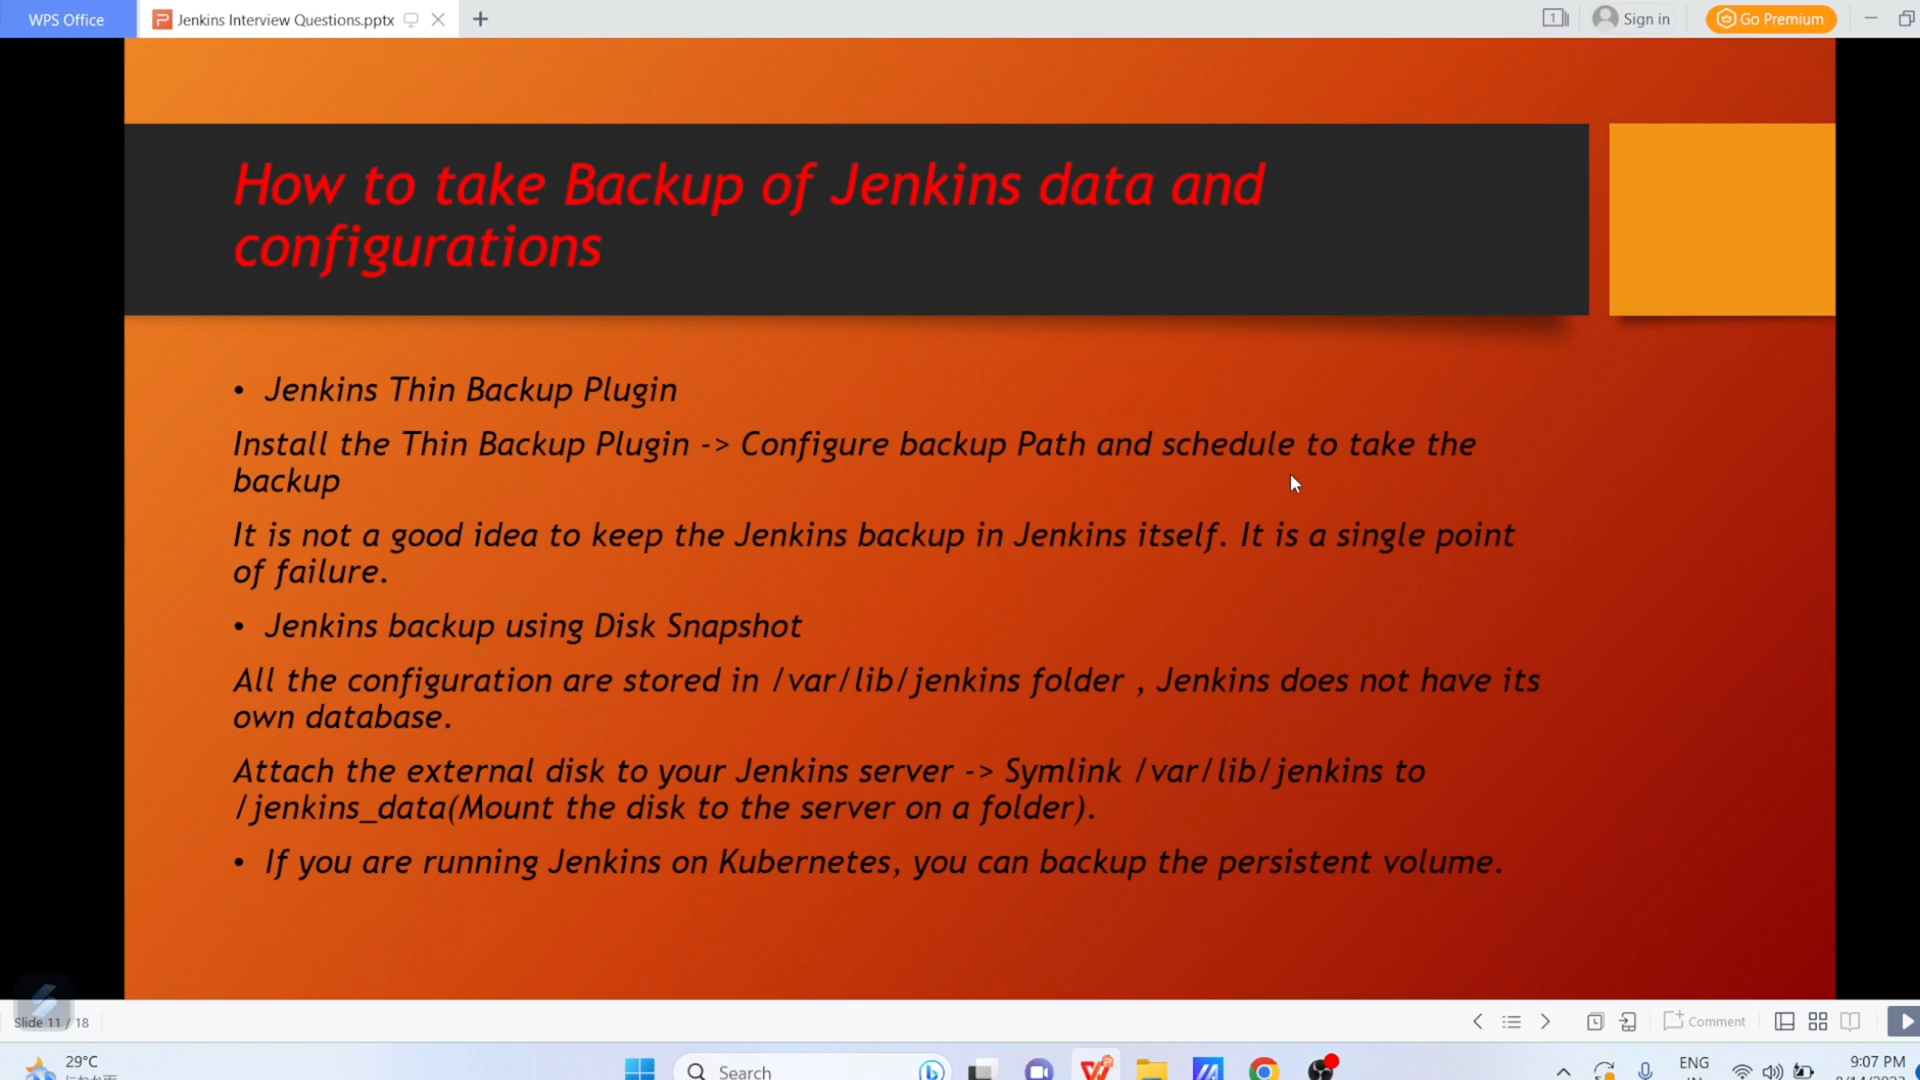 WPS Office
Jenkins Interview Questions.pptx
1
Sign in
Go Premium
How to take Backup of Jenkins data and
configurations
• Jenkins Thin Backup Plugin
Install the Thin Backup Plugin -> Configure backup Path and schedule to take the
backup
It is not a good idea to keep the Jenkins backup in Jenkins itself. It is a single point
of failure.
• Jenkins backup using Disk Snapshot
All the configuration are stored in /var/lib/jenkins folder , Jenkins does not have its
own database.
Attach the external disk to your Jenkins server -> Symlink /var/lib/jenkins to
/jenkins_data(Mount the disk to the server on a folder).
• If you are running Jenkins on Kubernetes, you can backup the persistent volume.
Slide 11 / 18
Comment
29°C
Search
ENG
9:07 PM